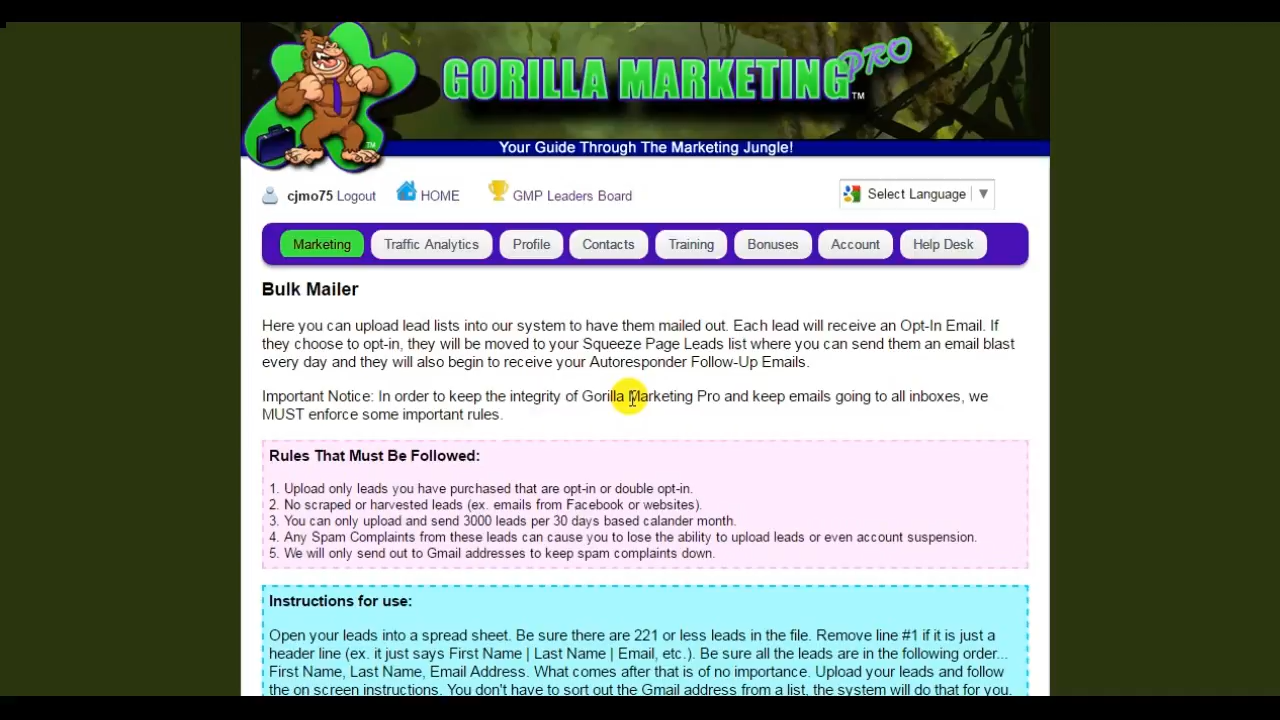 GORILLA MARKETING PRO ™
™
Your Guide Through The Marketing Jungle!
cjmo75 Logout HOME GMP Leaders Board Select Language ▼
Marketing Traffic Analytics Profile Contacts Training Bonuses Account Help Desk
Bulk Mailer
Here you can upload lead lists into our system to have them mailed out. Each lead will receive an Opt-In Email. If
they choose to opt-in, they will be moved to your Squeeze Page Leads list where you can send them an email blast
every day and they will also begin to receive your Autoresponder Follow-Up Emails.
Important Notice: In order to keep the integrity of Gorilla Marketing Pro and keep emails going to all inboxes, we
MUST enforce some important rules.
Rules That Must Be Followed:
1. Upload only leads you have purchased that are opt-in or double opt-in.
2. No scraped or harvested leads (ex. emails from Facebook or websites).
3. You can only upload and send 3000 leads per 30 days based calander month.
4. Any Spam Complaints from these leads can cause you to lose the ability to upload leads or even account suspension.
5. We will only send out to Gmail addresses to keep spam complaints down.
Instructions for use:
Open your leads into a spread sheet. Be sure there are 221 or less leads in the file. Remove line #1 if it is just a
header line (ex. it just says First Name | Last Name | Email, etc.). Be sure all the leads are in the following order...
First Name, Last Name, Email Address. What comes after that is of no importance. Upload your leads and follow
the on screen instructions. You don't have to sort out the Gmail address from a list, the system will do that for you.